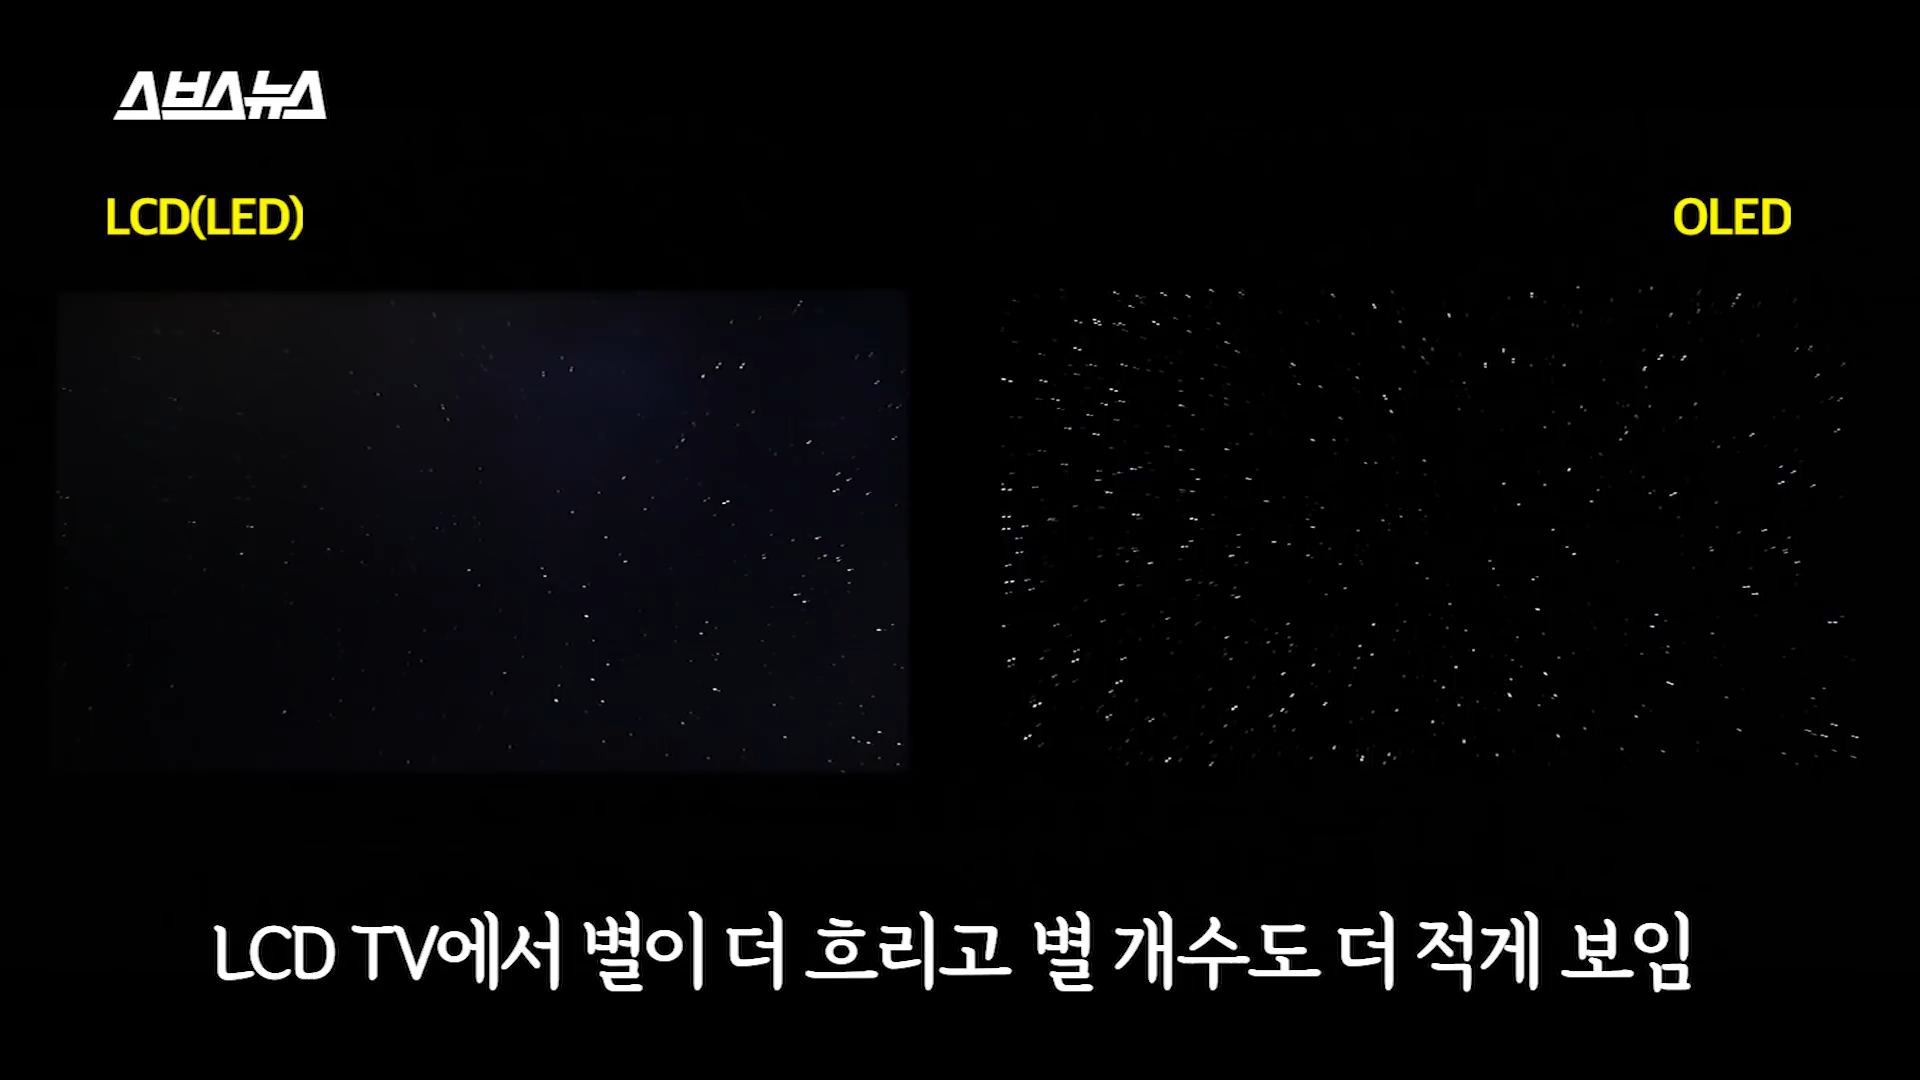 스브스뉴스
LCD(LED)
OLED
LCD TV에서 별이 더 흐리고 별 개수도 더 적게 보임